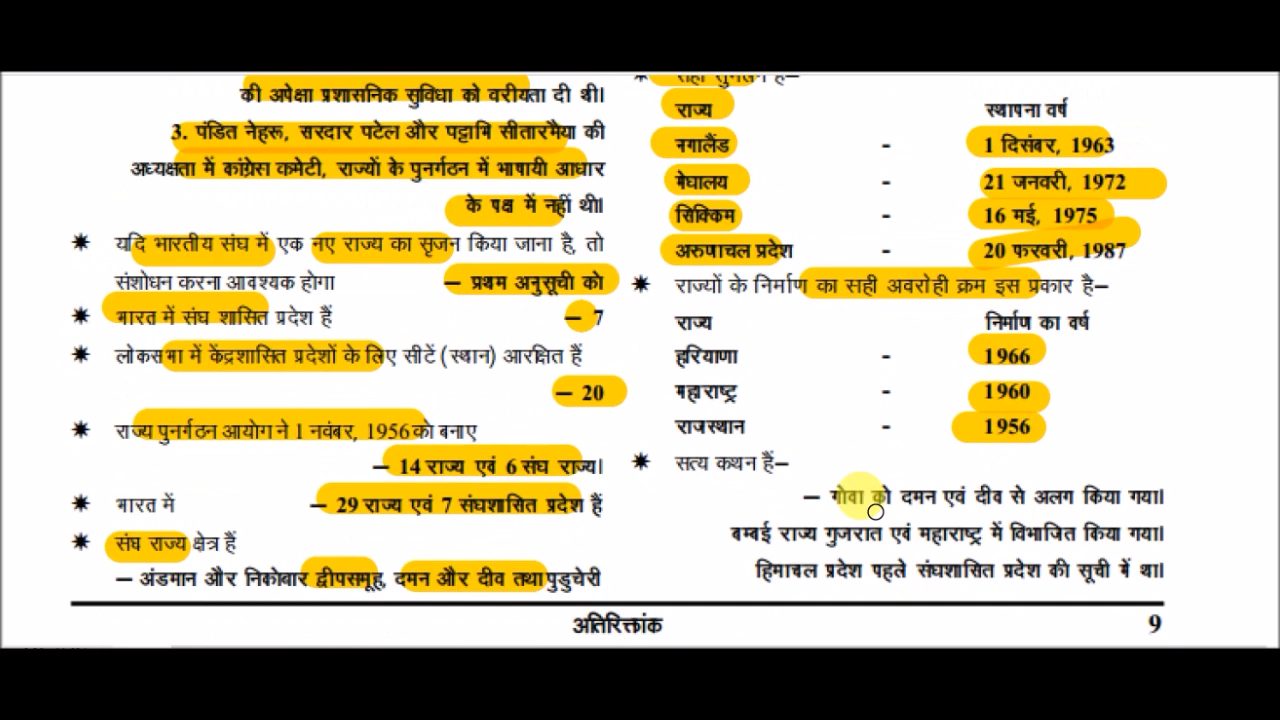 की अपेक्षा प्रशासनिक सुविधा को वरीयता दी थी।
3. पंडित नेहरू, सरदार पटेल और पट्टाभि सीतारमैया की
अध्यक्षता में कांग्रेस कमेटी, राज्यों के पुनर्गठन में भाषायी आधार
के पक्ष में नहीं थी।
✷ यदि भारतीय संघ में एक नए राज्य का सृजन किया जाना है, तो
संशोधन करना आवश्यक होगा – प्रथम अनुसूची को
✷ भारत में संघ शासित प्रदेश हैं – 7
✷ लोकसभा में केंद्रशासित प्रदेशों के लिए सीटें (स्थान) आरक्षित हैं
– 20
✷ राज्य पुनर्गठन आयोग ने 1 नवंबर, 1956 को बनाए
– 14 राज्य एवं 6 संघ राज्य।
✷ भारत में – 29 राज्य एवं 7 संघशासित प्रदेश हैं
✷ संघ राज्य क्षेत्र हैं
– अंडमान और निकोबार द्वीपसमूह, दमन और दीव तथा पुडुचेरी
✷ सही सुमेलन है–
राज्य स्थापना वर्ष
नगालैंड - 1 दिसंबर, 1963
मेघालय - 21 जनवरी, 1972
सिक्किम - 16 मई, 1975
अरुणाचल प्रदेश - 20 फरवरी, 1987
✷ राज्यों के निर्माण का सही अवरोही क्रम इस प्रकार है–
राज्य निर्माण का वर्ष
हरियाणा - 1966
महाराष्ट्र - 1960
राजस्थान - 1956
✷ सत्य कथन हैं–
– गोवा को दमन एवं दीव से अलग किया गया।
बम्बई राज्य गुजरात एवं महाराष्ट्र में विभाजित किया गया।
हिमाचल प्रदेश पहले संघशासित प्रदेश की सूची में था।
अतिरिक्तांक 9